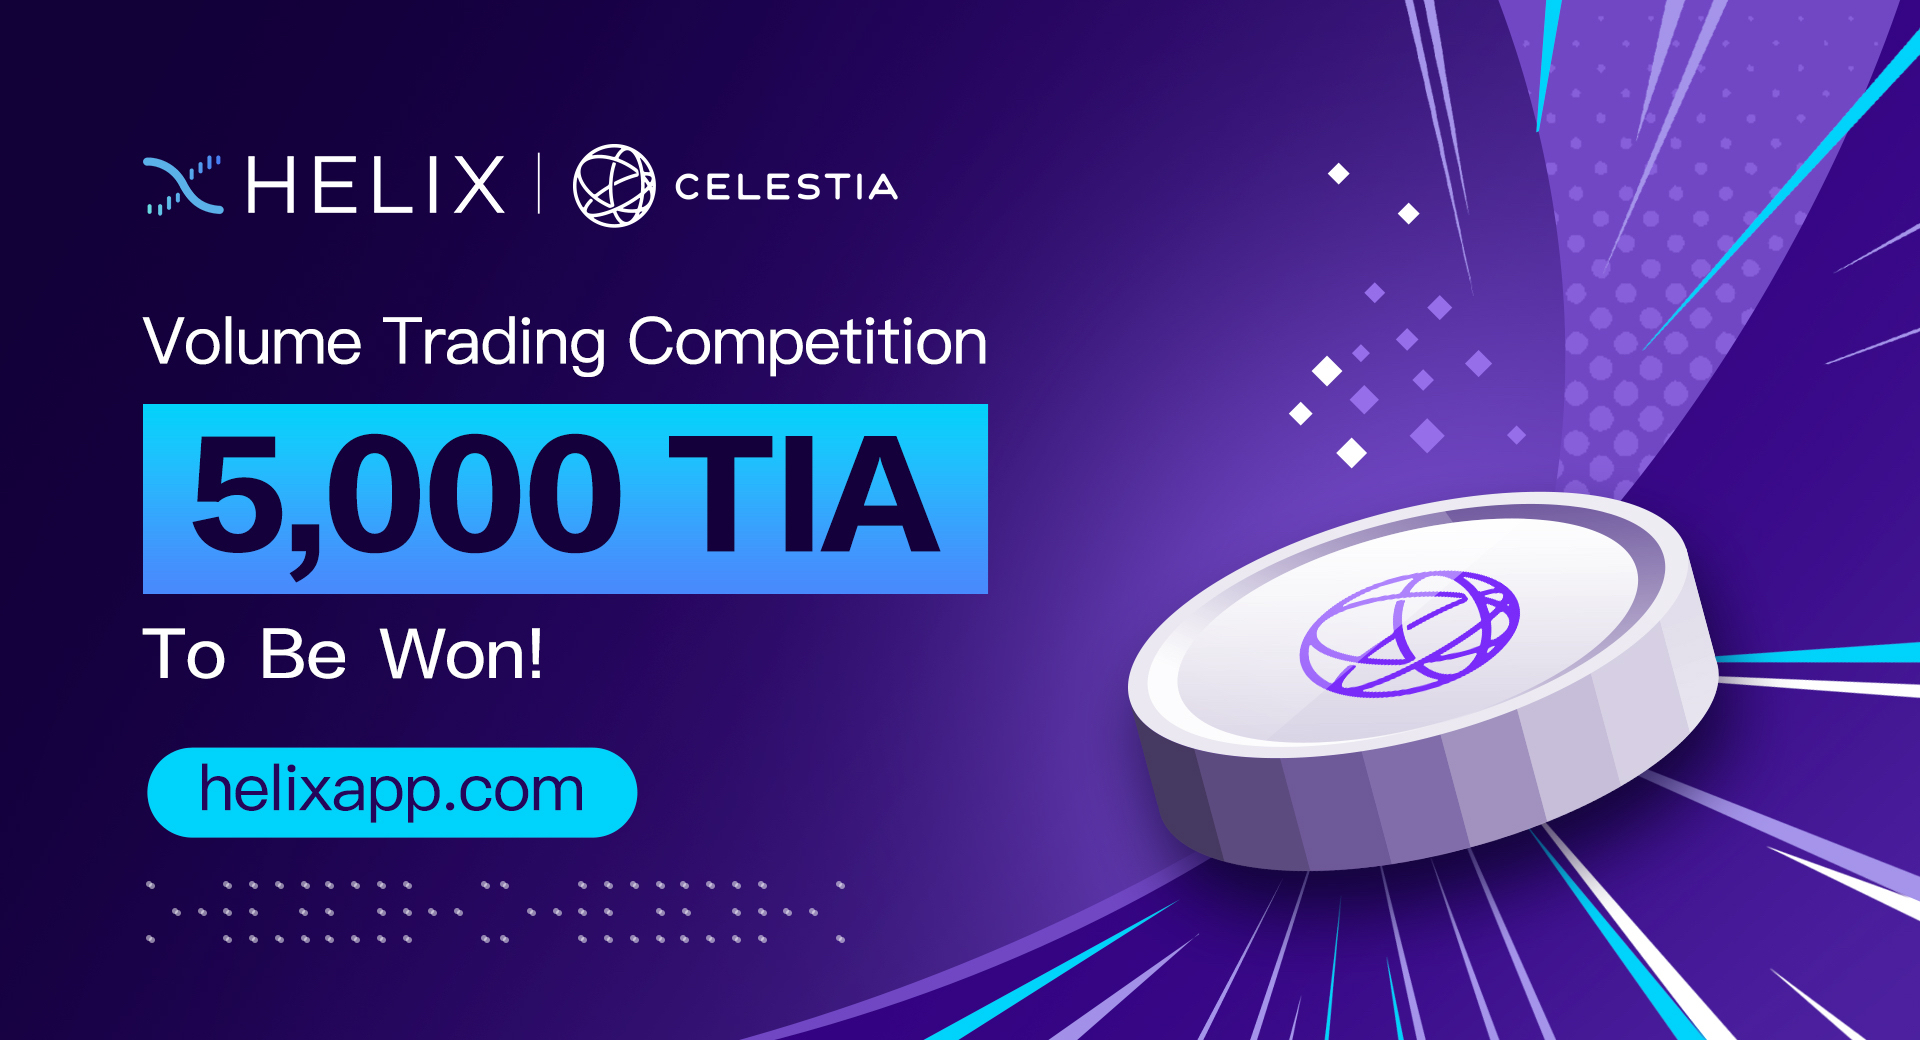 HELIX | CELESTIA
Volume Trading Competition
5,000 TIA
To Be Won!
helixapp.com